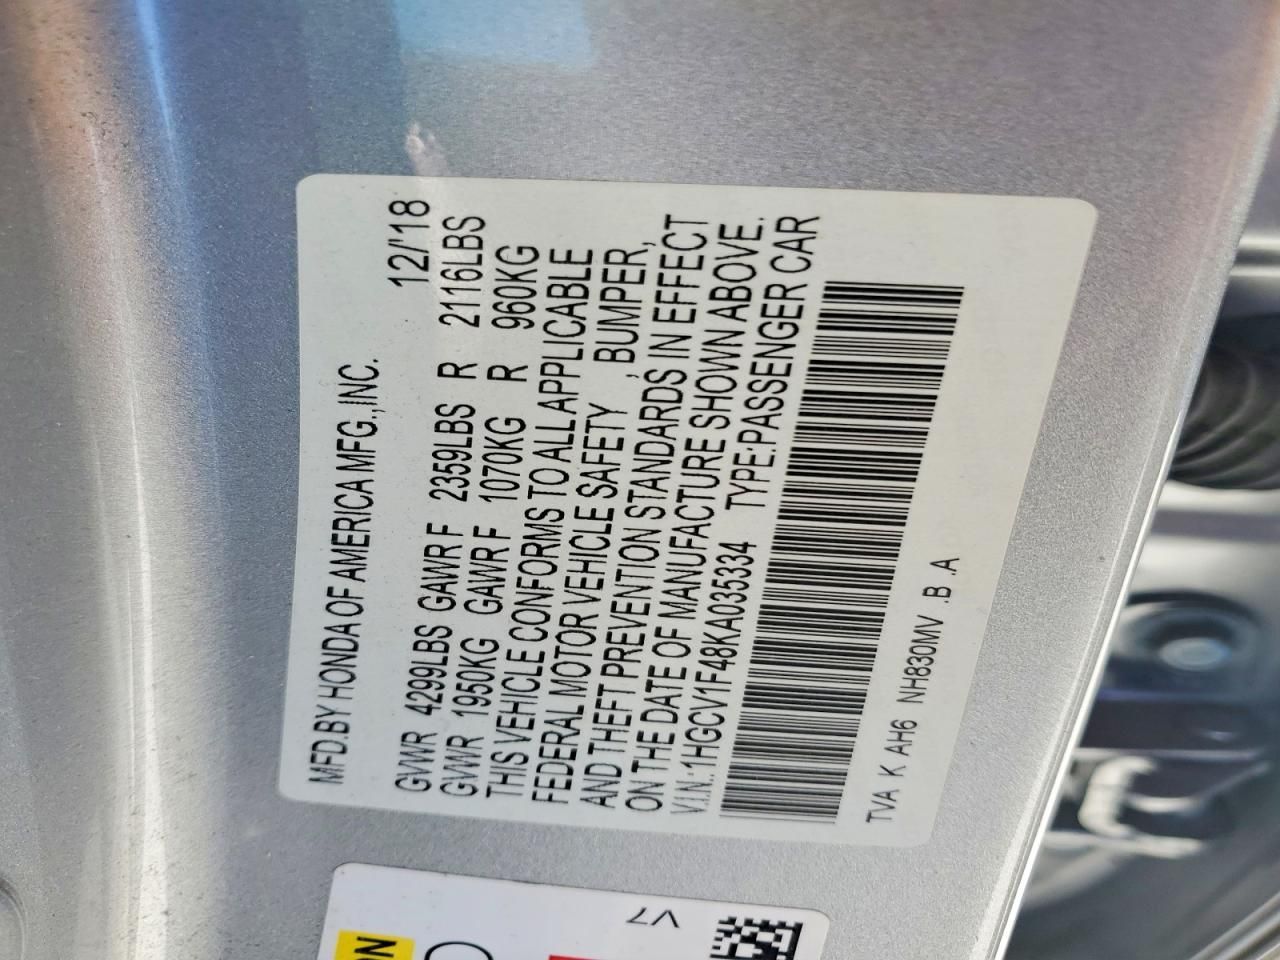 MFD.BY HONDA OF AMERICA MFG.,INC.
12/'18
GVWR 4299LBS GAWR F 2359LBS R 2116LBS
GVWR 1950KG GAWR F 1070KG R 960KG
THIS VEHICLE CONFORMS TO ALL APPLICABLE
FEDERAL MOTOR VEHICLE SAFETY , BUMPER,
AND THEFT PREVENTION STANDARDS IN EFFECT
ON THE DATE OF MANUFACTURE SHOWN ABOVE.
V.I.N.:1HGCV1F48KA035334 TYPE:PASSENGER CAR
TVA K AH6 NH830MV .B .A
V7